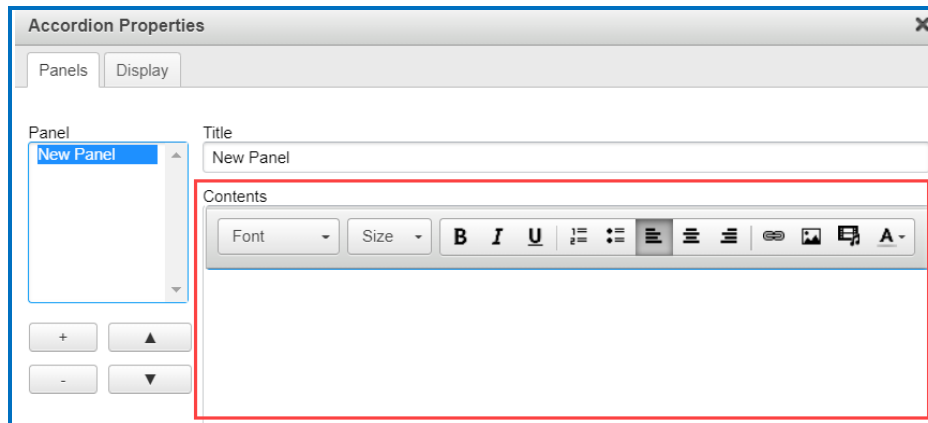 Accordion Properties
Panels Display
Panel
New Panel
Title
New Panel
Contents
Font Size B I U A
+
-